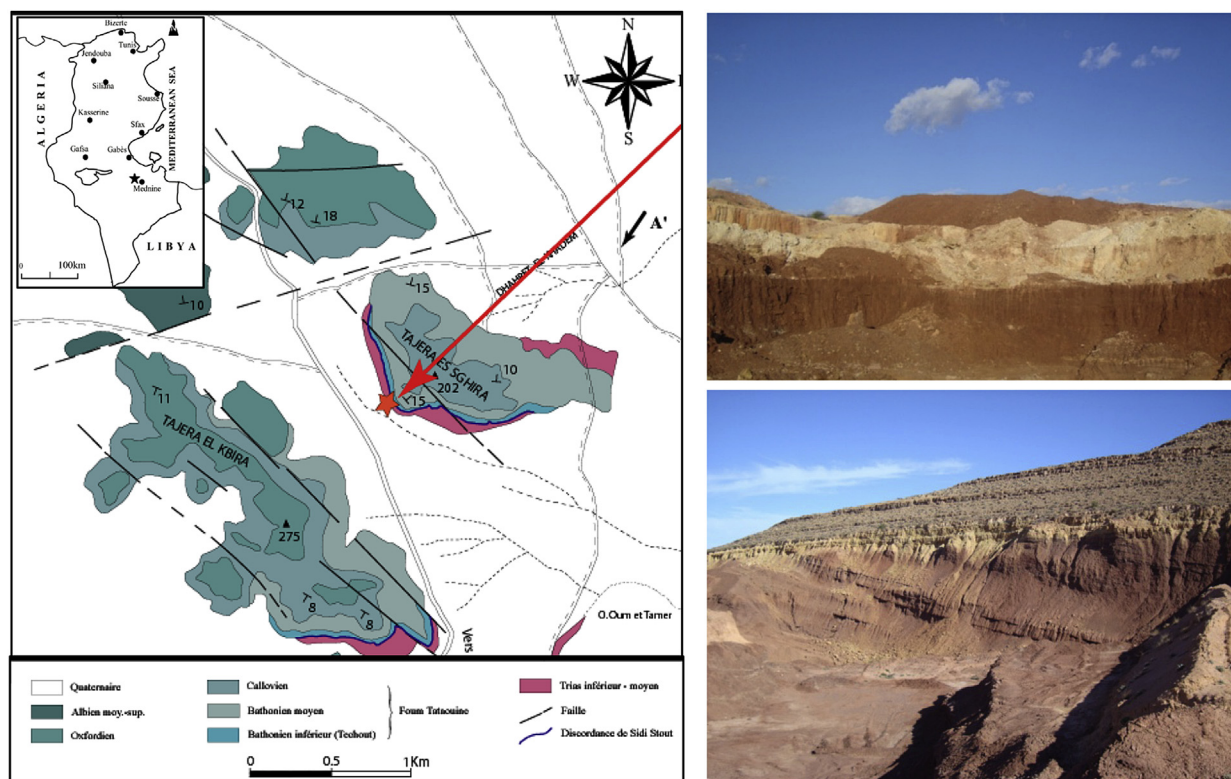 Bizerte
Tunis
Jendouba
Siliana
Sousse
Kasserine
Sfax
Gafsa
Gabès
Mednine
ALGERIA
MEDITERRANEAN SEA
LIBYA
0 100km
N
W
S
A'
12
18
10
15
DHAHRET EL KHADEM
TAJERA ES SGHIRA
10
202
15
11
TAJERA EL KBIRA
275
8
8
Vers
O.Oum et Tamer
Quaternaire
Albien moy.-sup.
Oxfordien
Callovien
Bathonien moyen
Bathonien inférieur (Techout)
Foum Tatnouine
Trias inférieur - moyen
Faille
Discordance de Sidi Stout
0 0.5 1Km